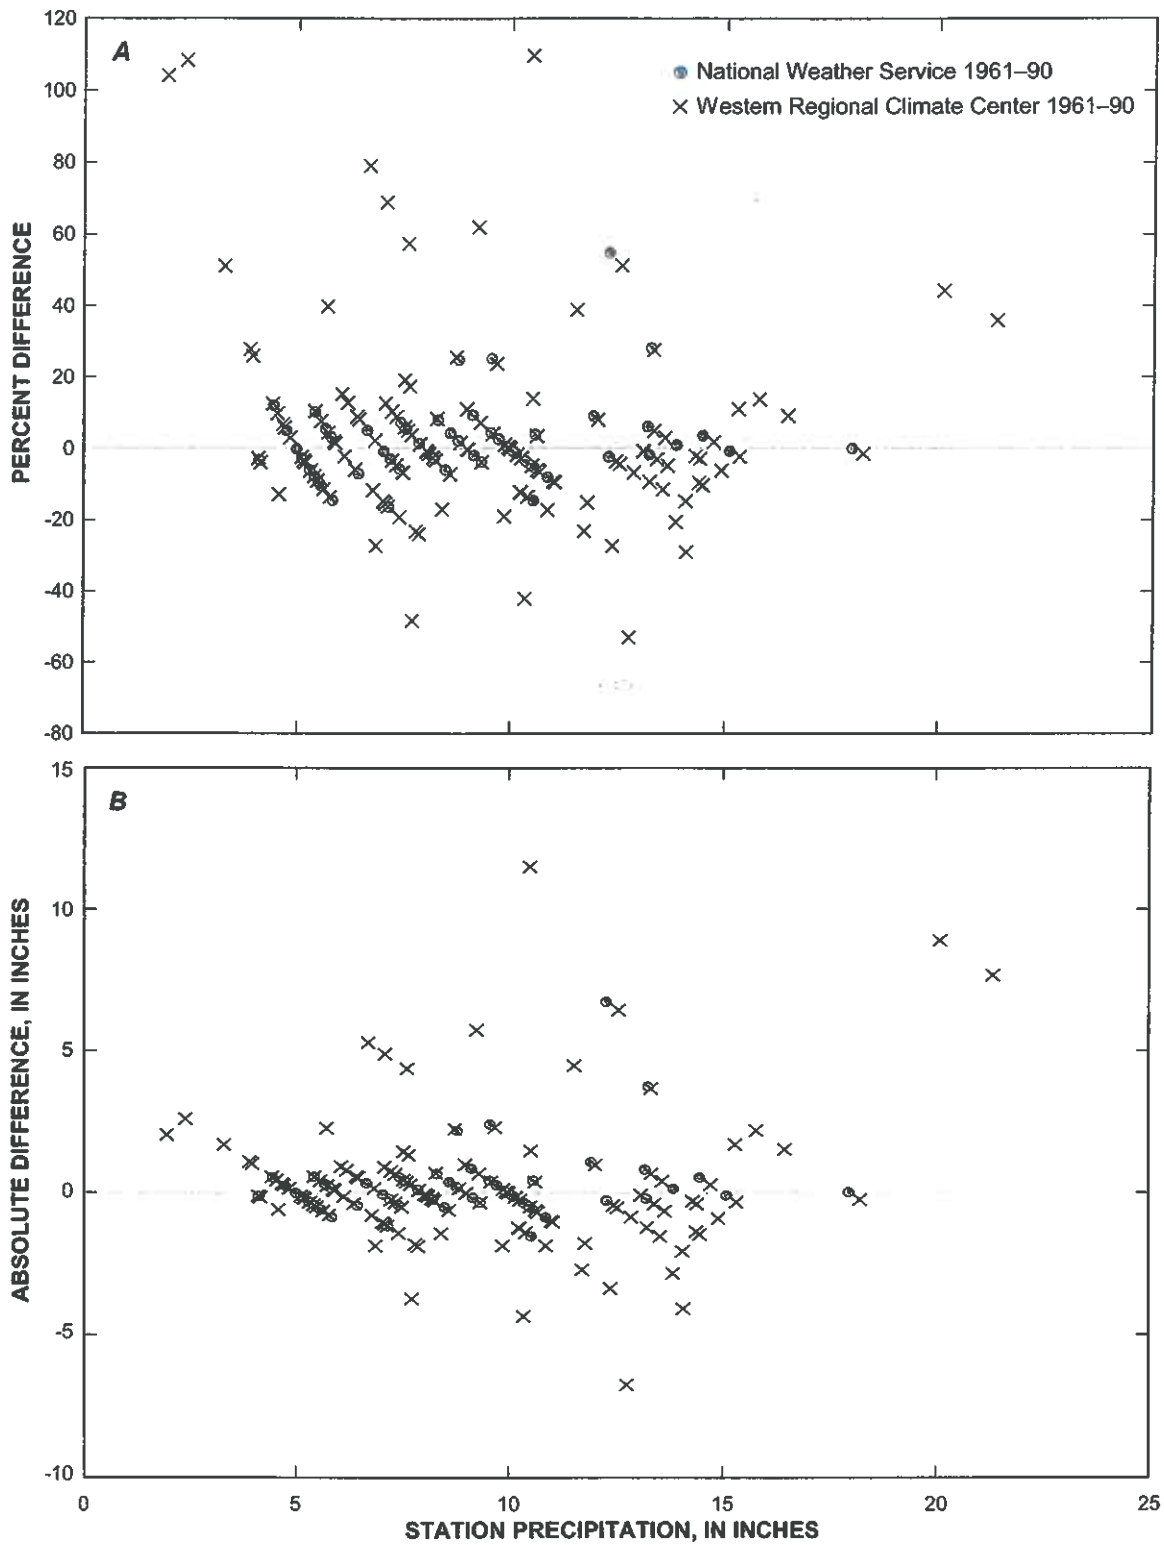 A
National Weather Service 1961–90
Western Regional Climate Center 1961–90
120
100
80
60
40
20
0
-20
-40
-60
-80
PERCENT DIFFERENCE
B
15
10
5
0
-5
-10
ABSOLUTE DIFFERENCE, IN INCHES
0 5 10 15 20 25
STATION PRECIPITATION, IN INCHES